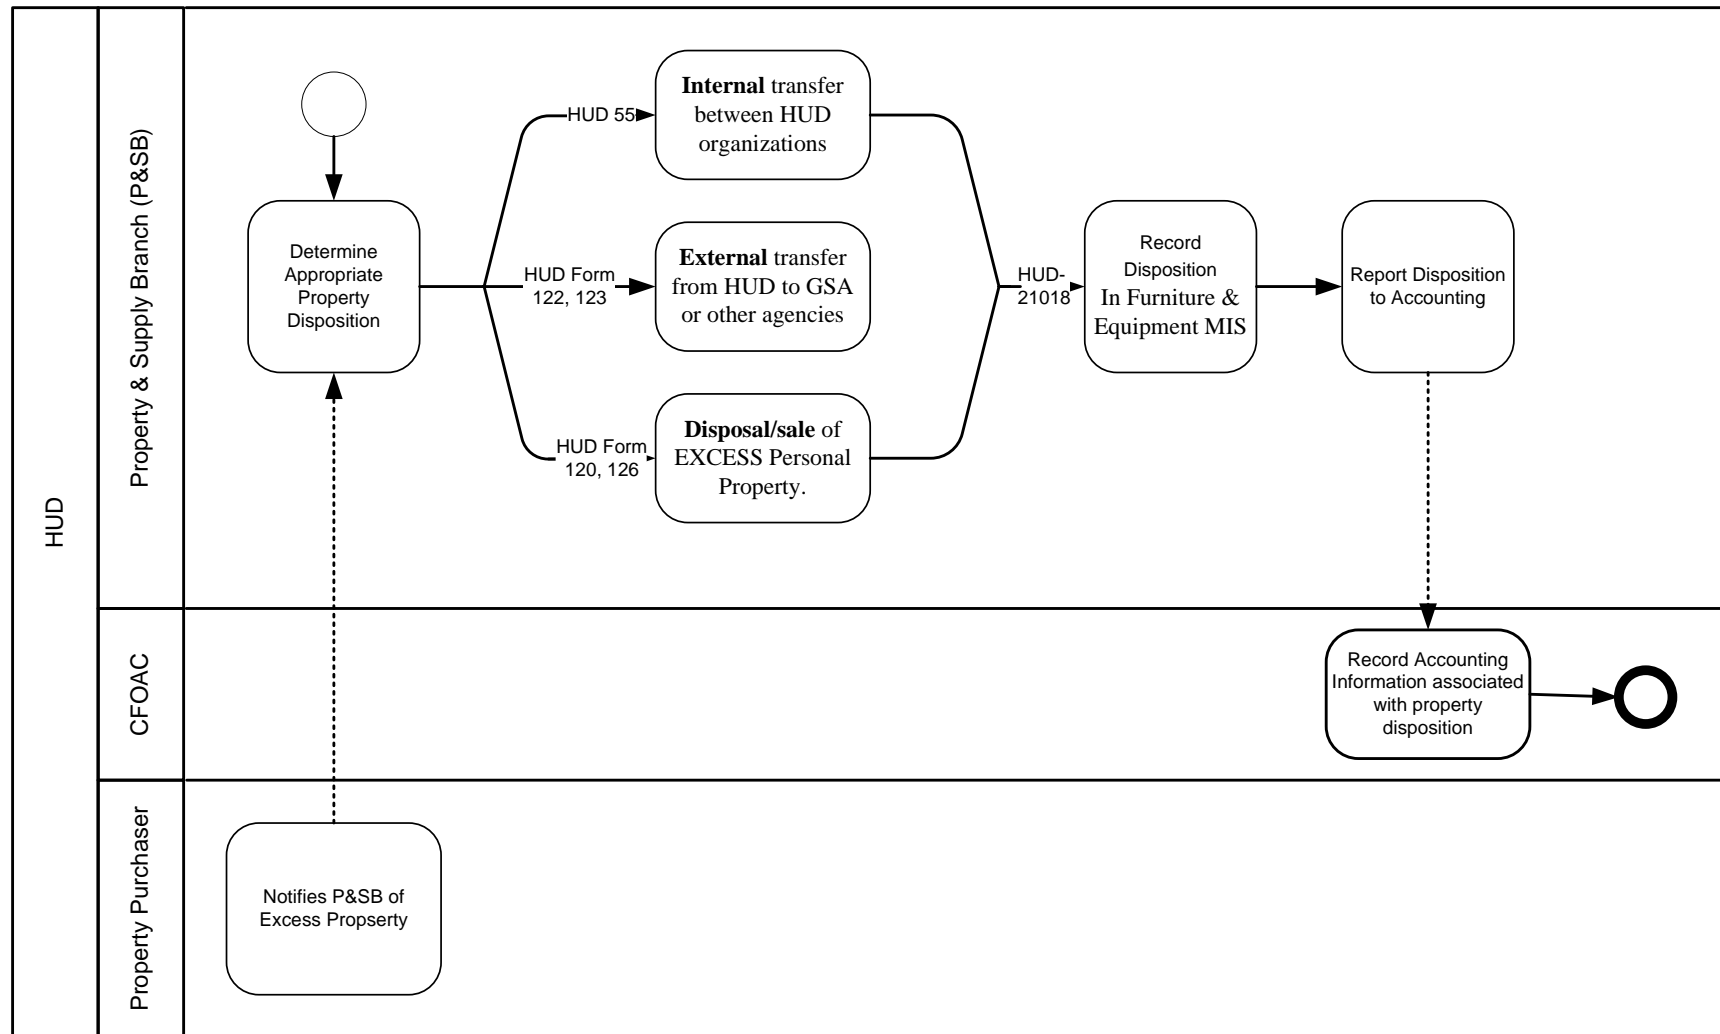 HUD
Property & Supply Branch (P&SB)
Determine
Appropriate
Property
Disposition
HUD 55
Internal transfer
between HUD
organizations
HUD Form
122, 123
External transfer
from HUD to GSA
or other agencies
HUD Form
120, 126
Disposal/sale of
EXCESS Personal
Property.
HUD-
21018
Record
Disposition
In Furniture &
Equipment MIS
Report Disposition
to Accounting
CFOAC
Record Accounting
Information associated
with property
disposition
Property Purchaser
Notifies P&SB of
Excess Propserty